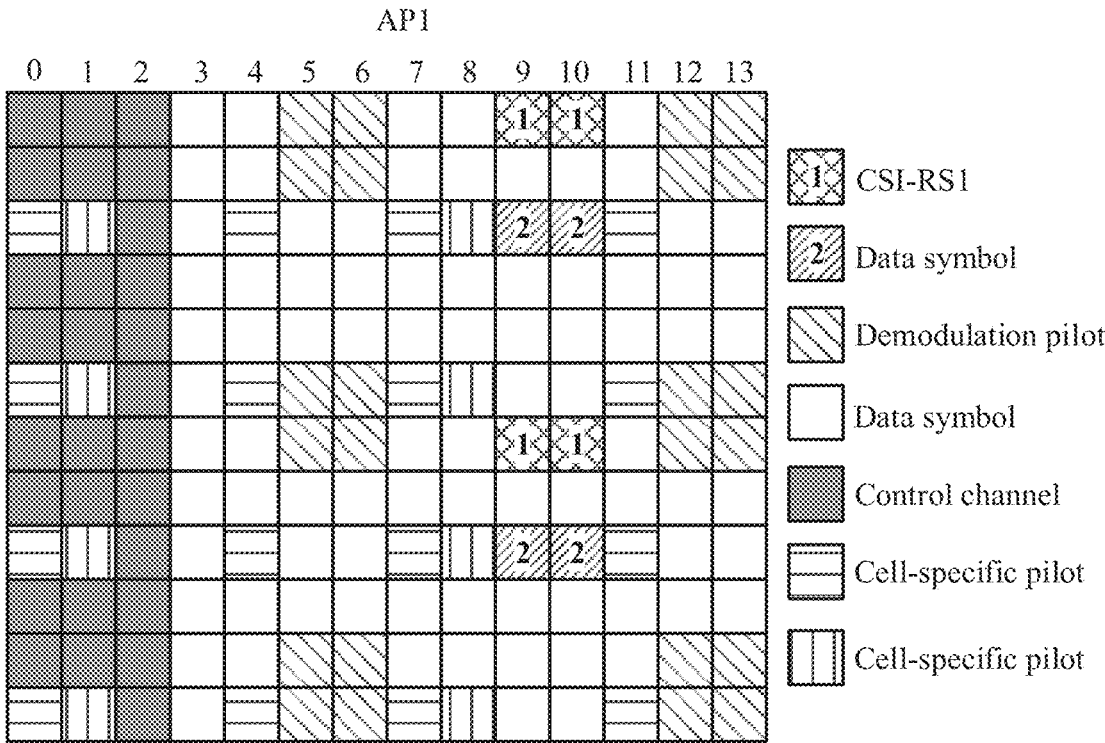 AP1
0 1 2 3 4 5 6 7 8 9 10 11 12 13
1 1
2 2
1 1
2 2
1 CSI-RS1
2 Data symbol
Demodulation pilot
Data symbol
Control channel
Cell-specific pilot
Cell-specific pilot